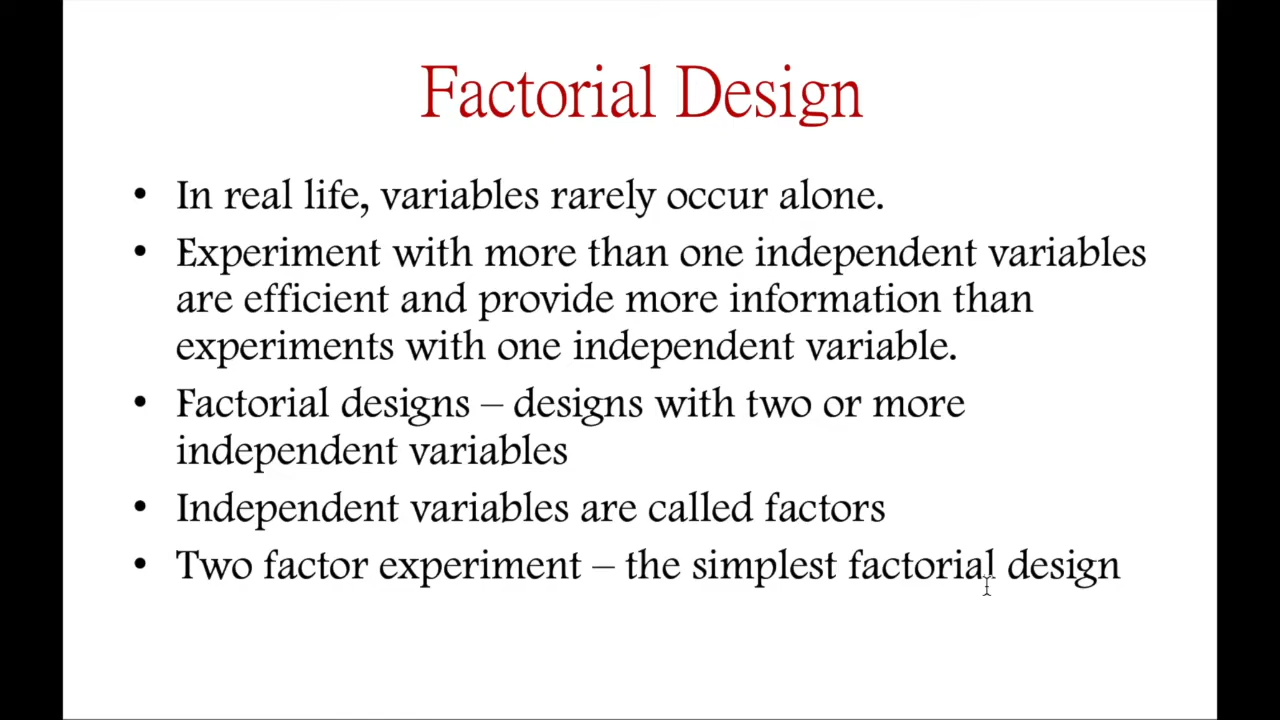 Factorial Design
• In real life, variables rarely occur alone.
• Experiment with more than one independent variables
are efficient and provide more information than
experiments with one independent variable.
• Factorial designs – designs with two or more
independent variables
• Independent variables are called factors
• Two factor experiment – the simplest factorial design